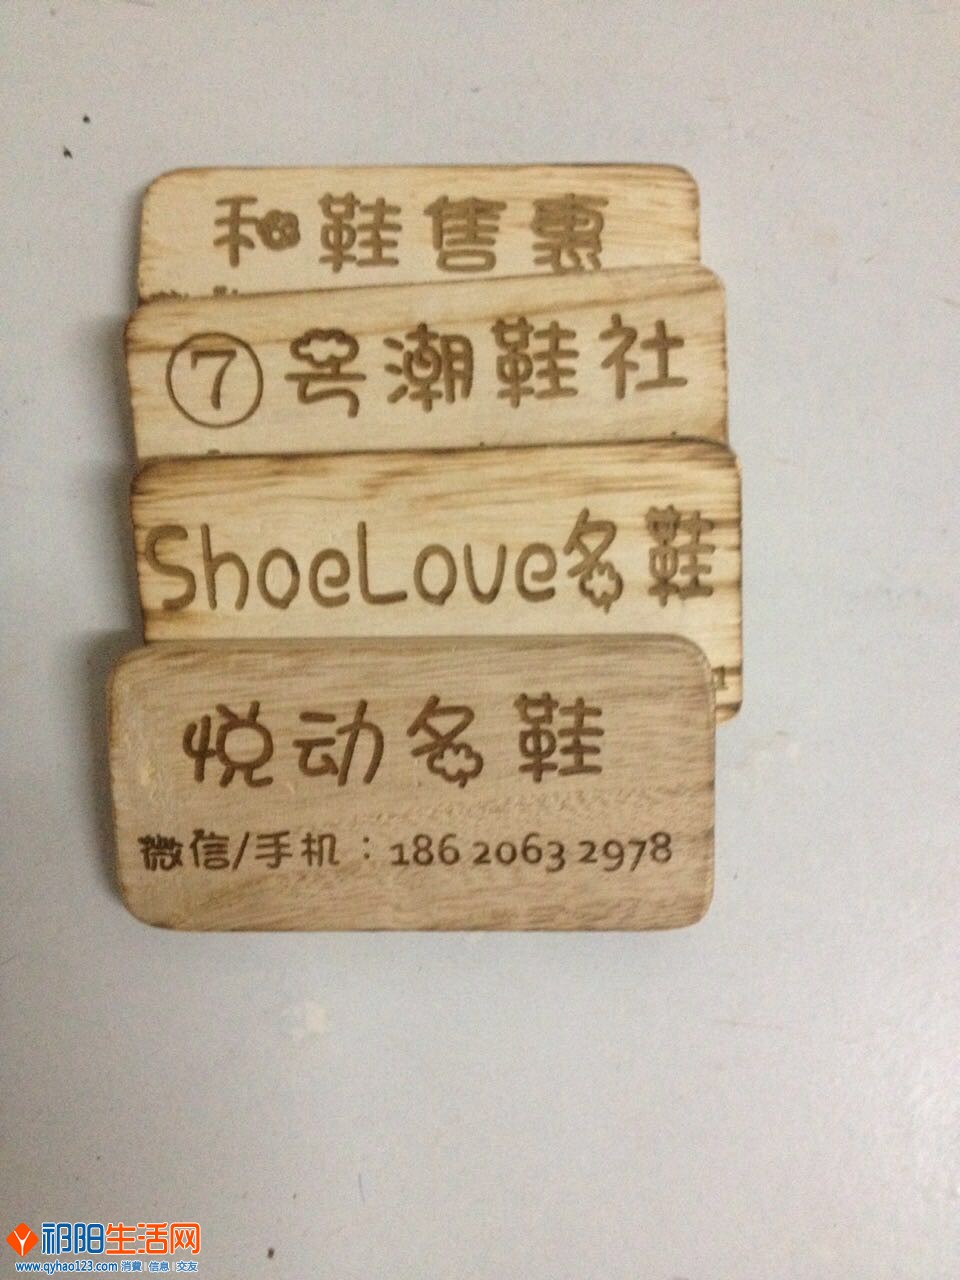 和鞋售惠
⑦号潮鞋社
ShoeLove名鞋
悦动名鞋
微信/手机：186 2063 2978
祁阳生活网
www.qyhao123.com 消費 信息 交友